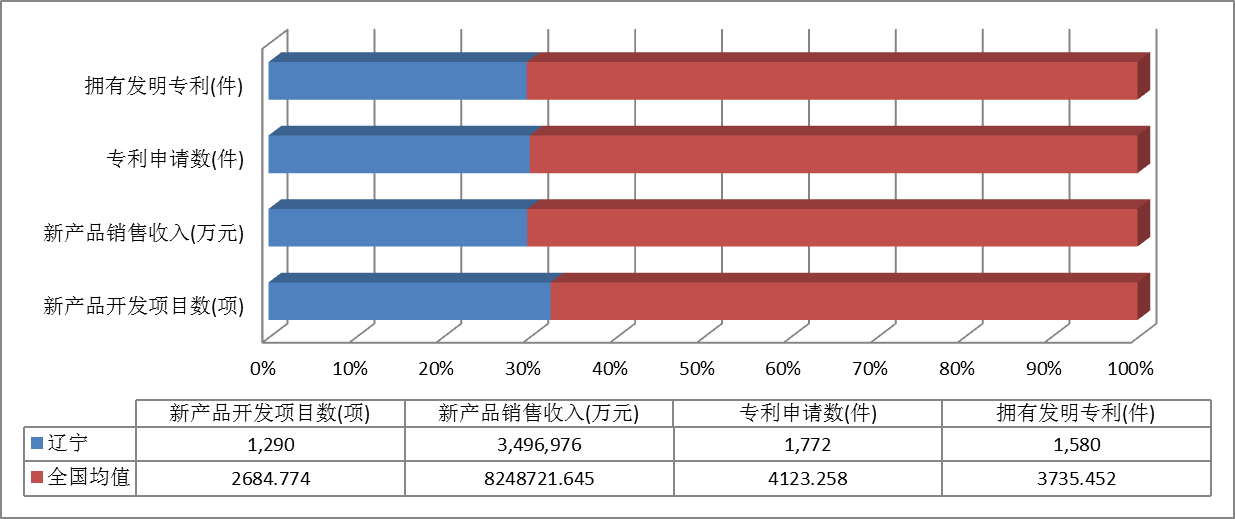 拥有发明专利(件)
专利申请数(件)
新产品销售收入(万元)
新产品开发项目数(项)
0% 10% 20% 30% 40% 50% 60% 70% 80% 90% 100%
新产品开发项目数(项) 新产品销售收入(万元) 专利申请数(件) 拥有发明专利(件)
辽宁 1,290 3,496,976 1,772 1,580
全国均值 2684.774 8248721.645 4123.258 3735.452